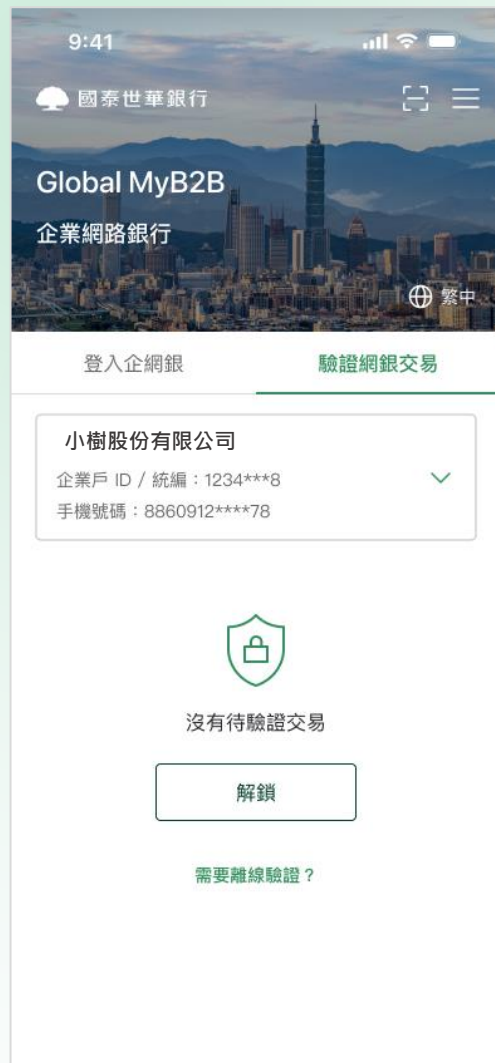 9:41
國泰世華銀行
Global MyB2B
企業網路銀行
繁中
登入企網銀
驗證網銀交易
小樹股份有限公司
企業戶 ID / 統編：1234***8
手機號碼：8860912****78
沒有待驗證交易
解鎖
需要離線驗證？